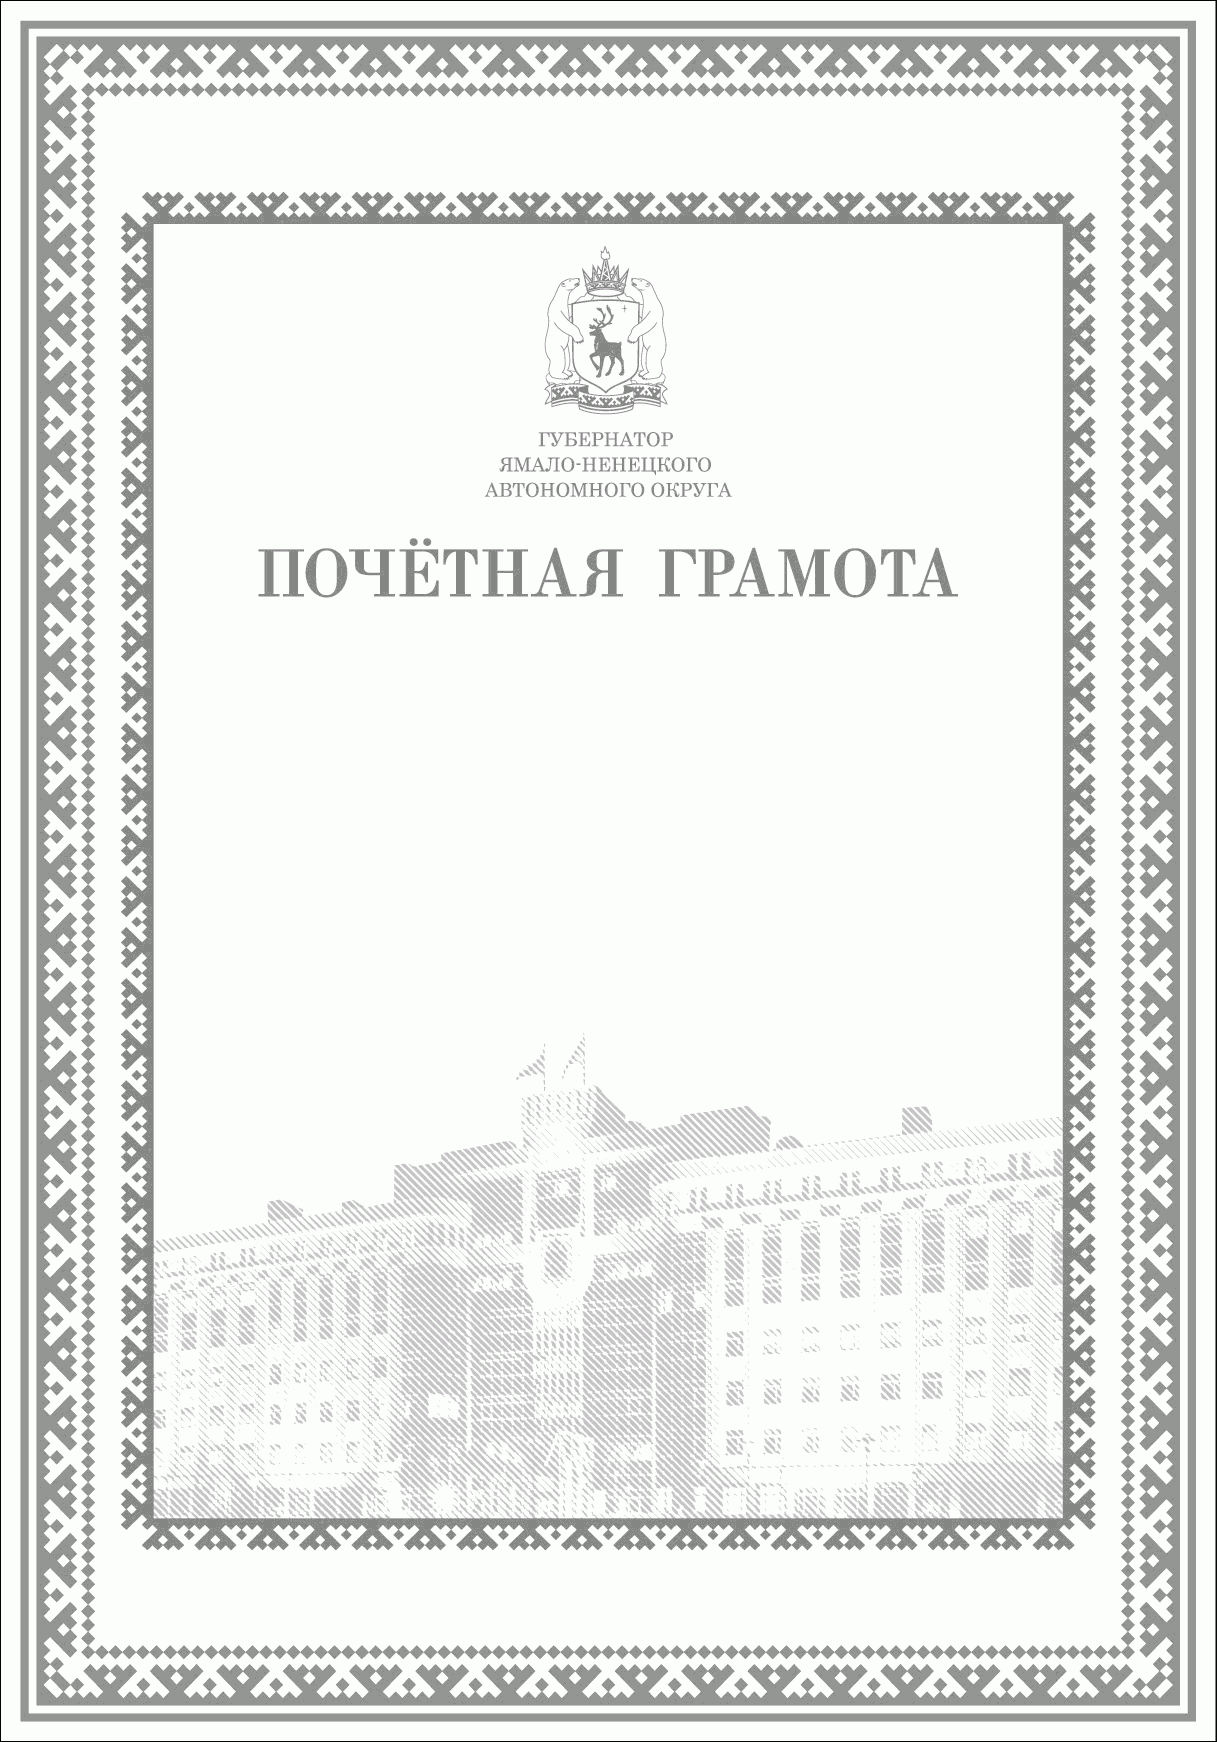 ГУБЕРНАТОР
ЯМАЛО-НЕНЕЦКОГО
АВТОНОМНОГО ОКРУГА
ПОЧЁТНАЯ ГРАМОТА